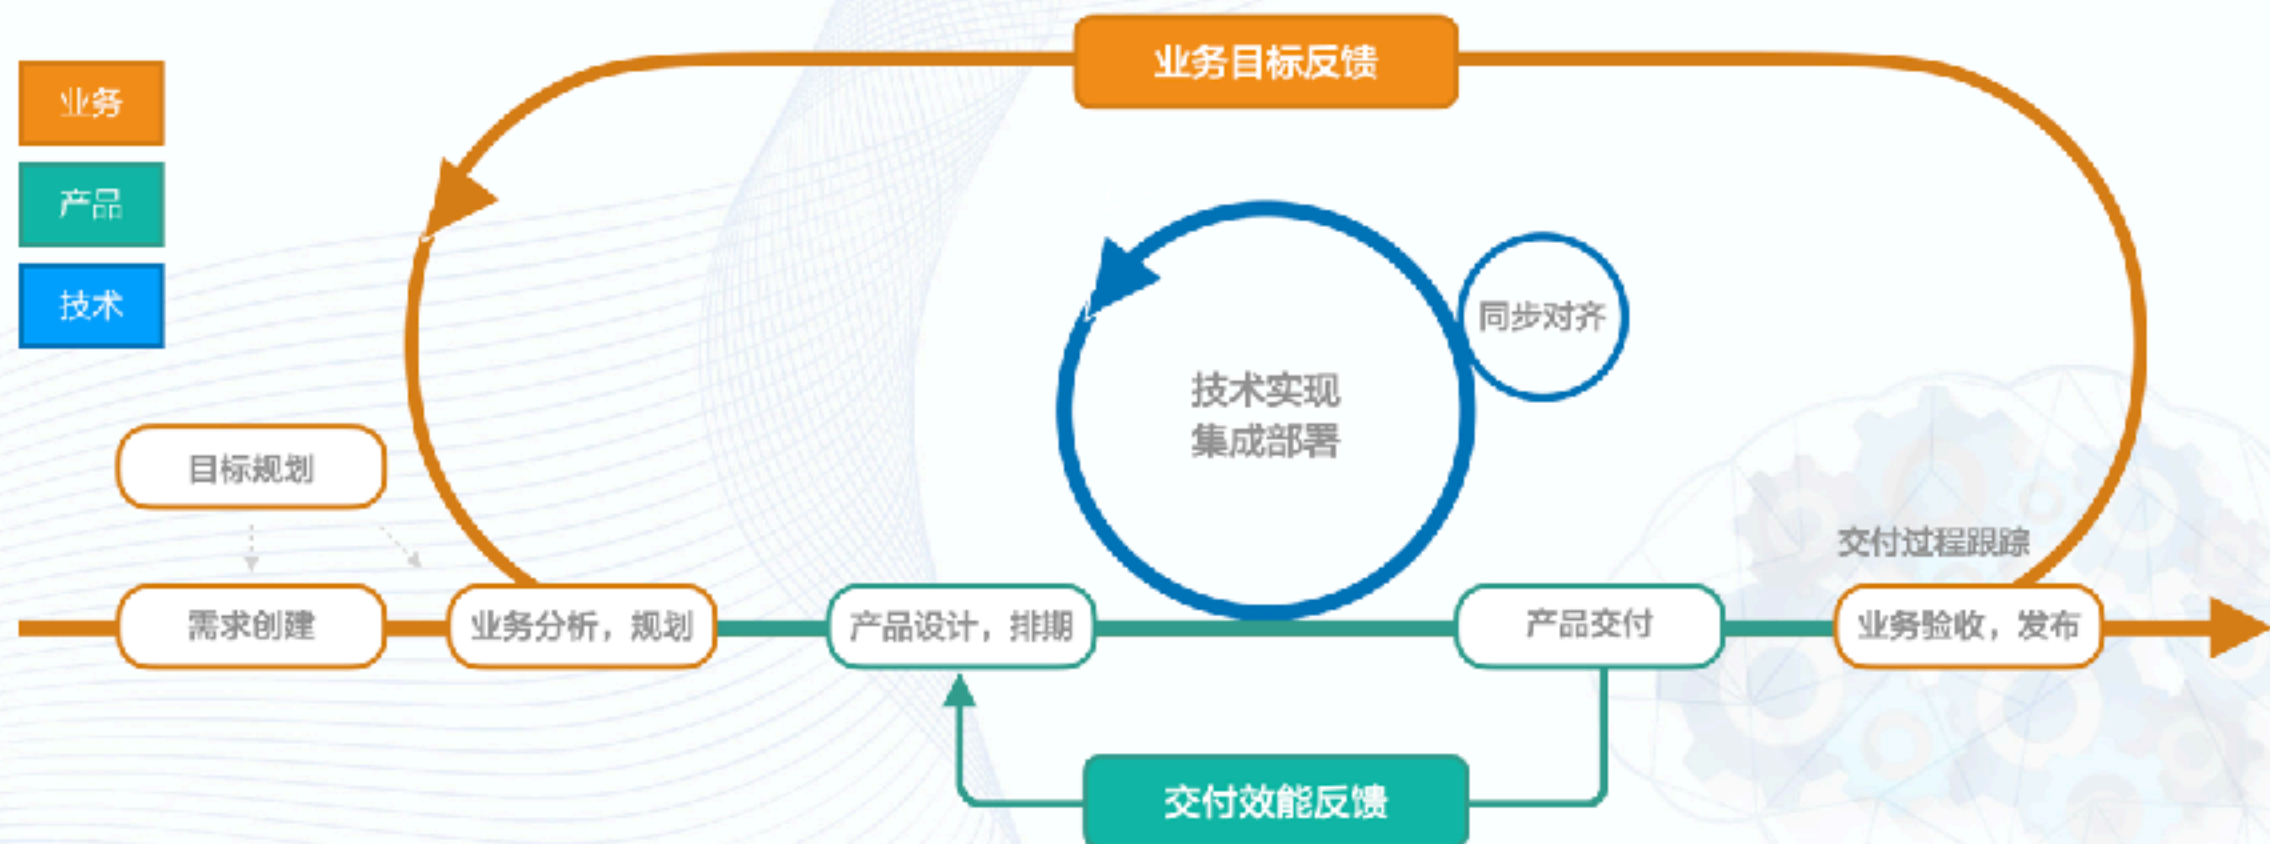 业务目标反馈
业务
产品
技术
同步对齐
技术实现
集成部署
目标规划
交付过程跟踪
需求创建
业务分析，规划
产品设计，排期
产品交付
业务验收，发布
交付效能反馈